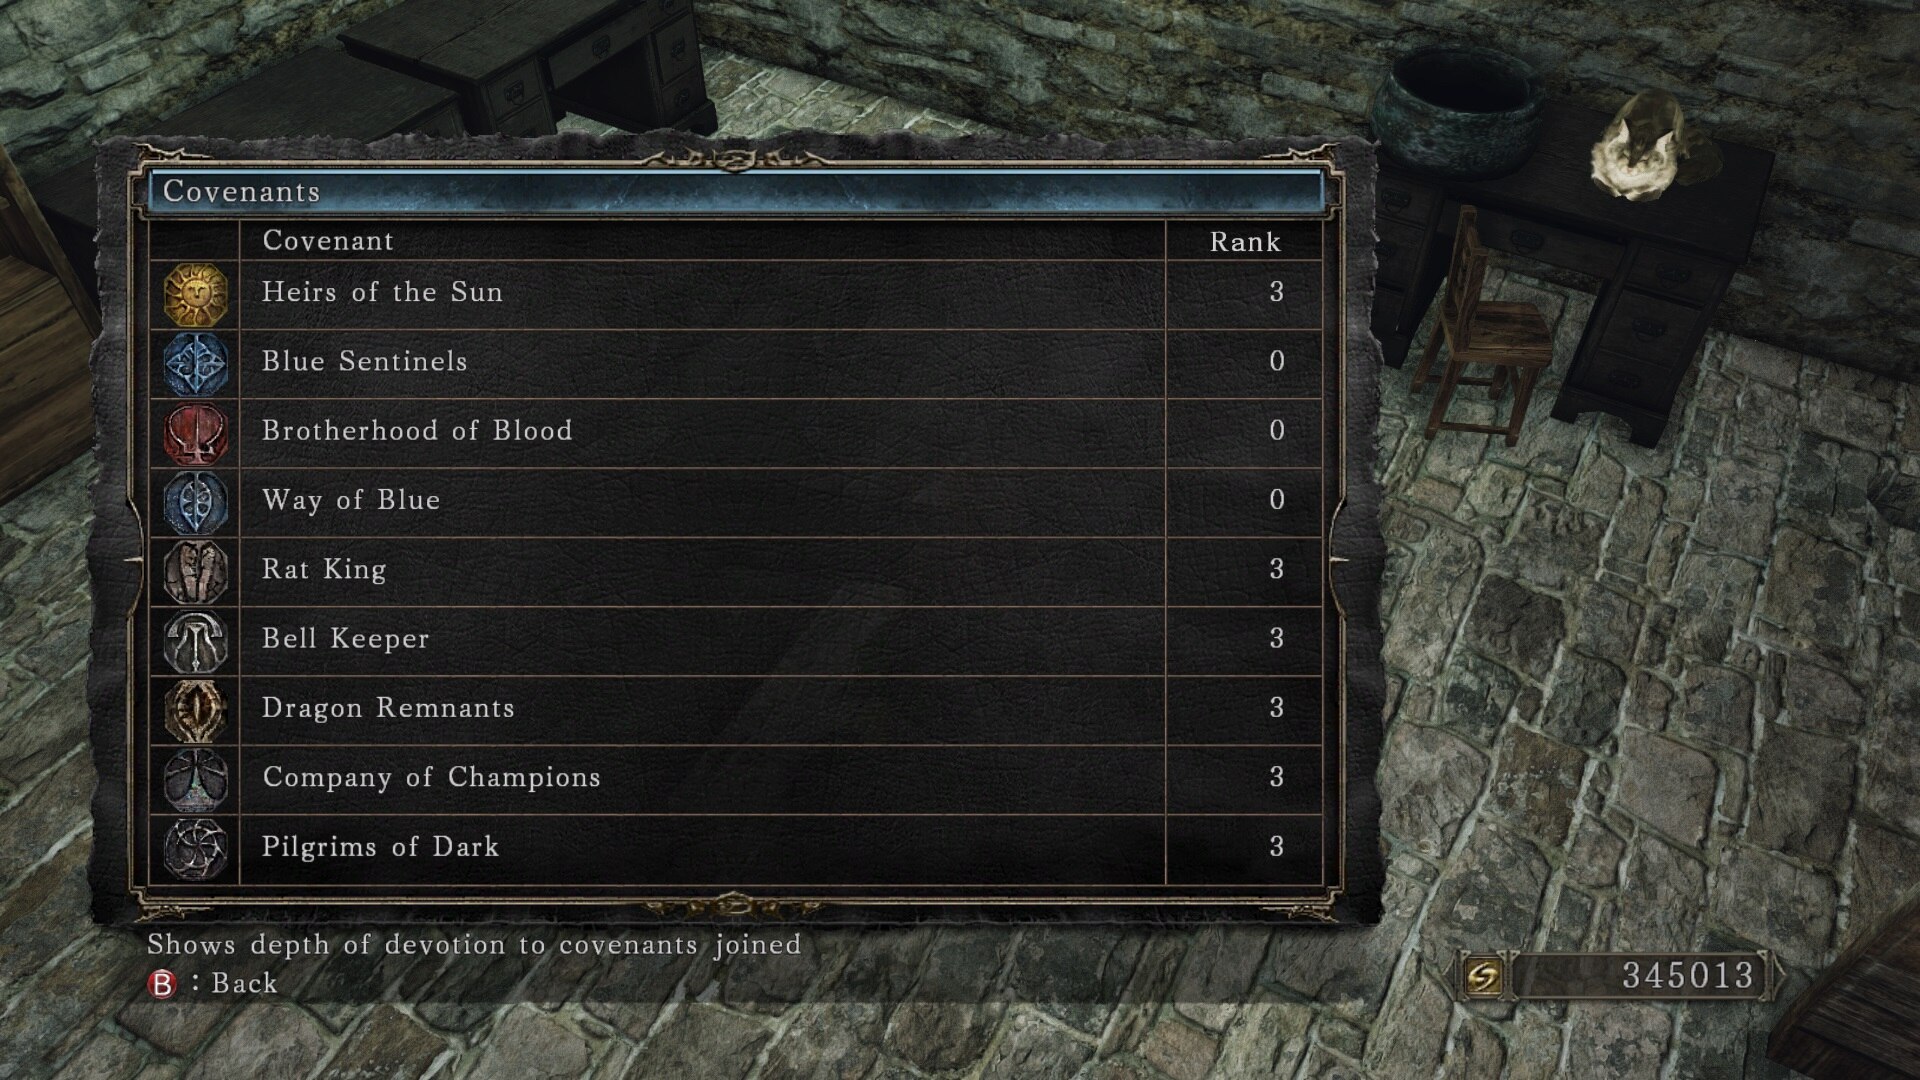 Covenants
Covenant Rank
Heirs of the Sun 3
Blue Sentinels 0
Brotherhood of Blood 0
Way of Blue 0
Rat King 3
Bell Keeper 3
Dragon Remnants 3
Company of Champions 3
Pilgrims of Dark 3
Shows depth of devotion to covenants joined
B : Back
345013